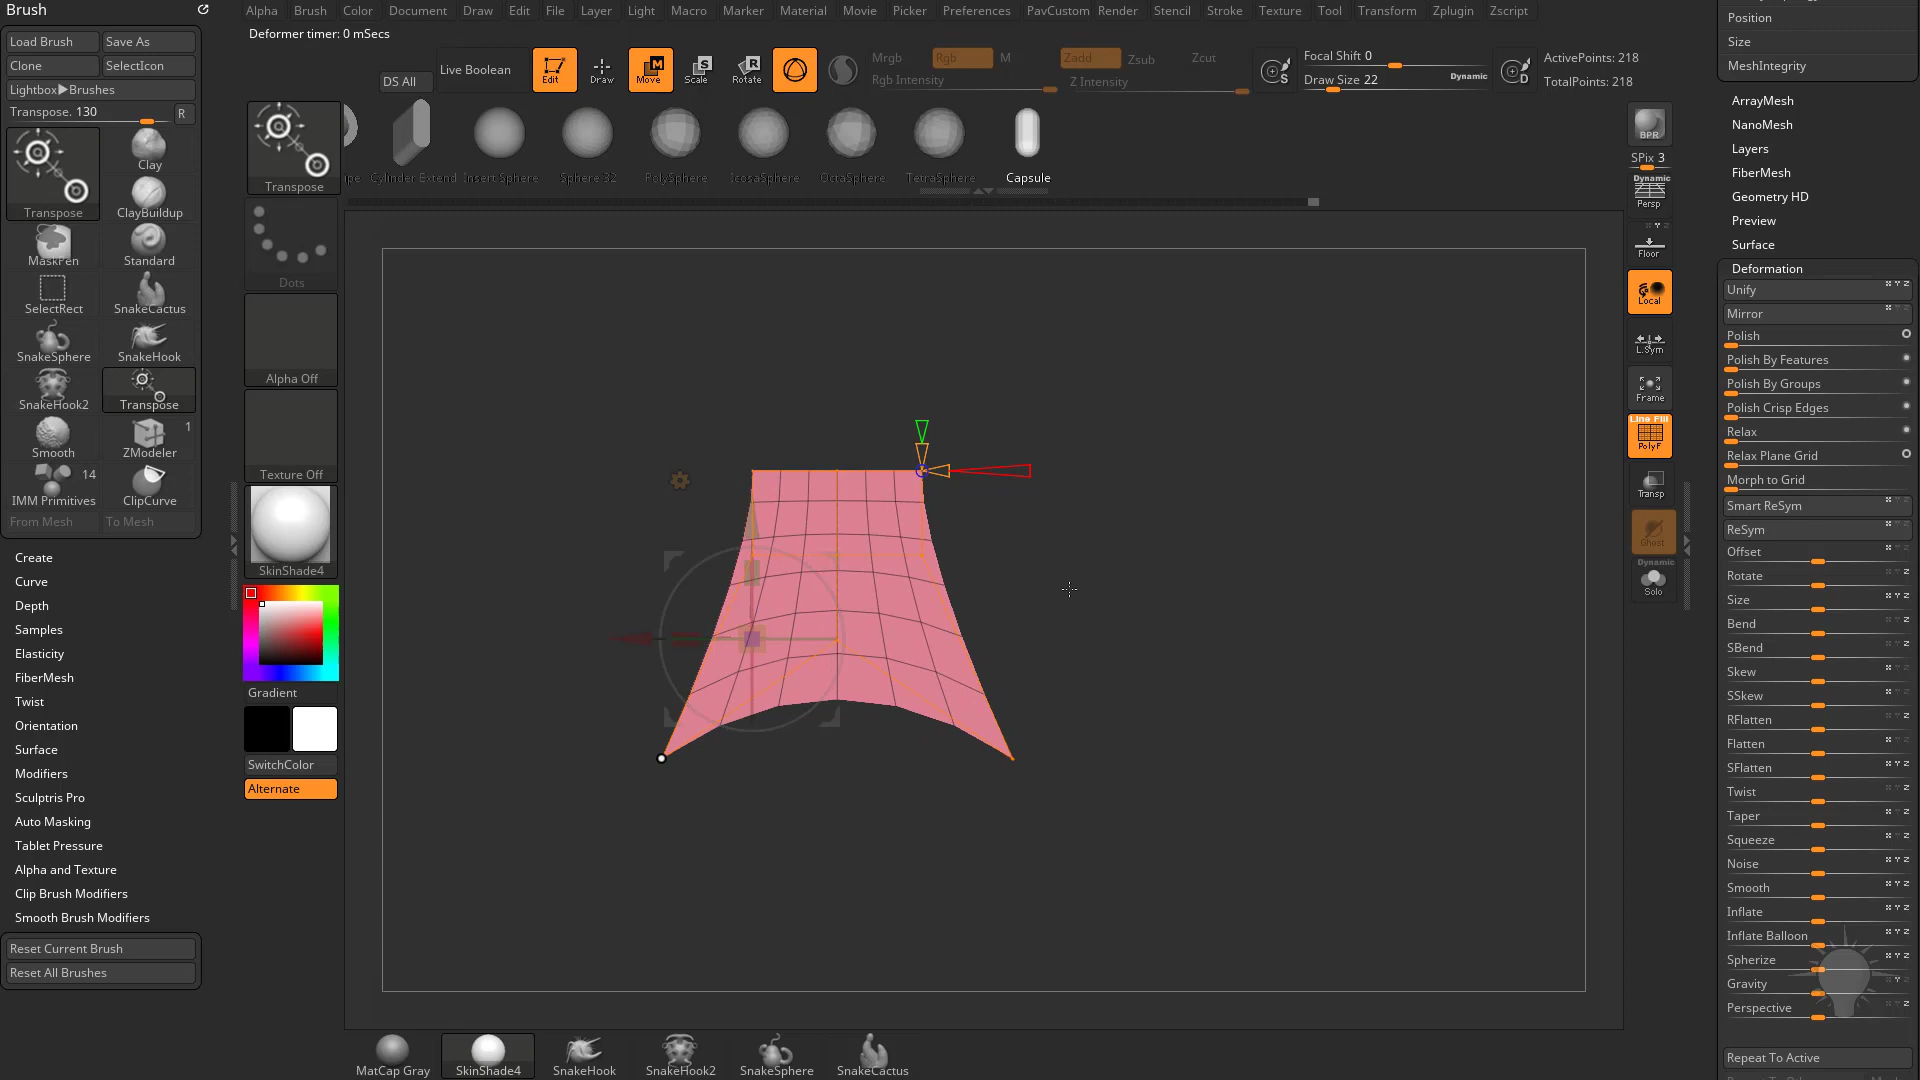 Brush
Alpha Brush Color Document Draw Edit File Layer Light Macro Marker Material Movie Picker Preferences PavCustom Render Stencil Stroke Texture Tool Transform Zplugin Zscript
Load Brush Save As
Clone SelectIcon
Lightbox▶Brushes
Transpose. 130 R
Transpose
Clay
ClayBuildup
MaskPen
Standard
SelectRect
SnakeCactus
SnakeSphere
SnakeHook
SnakeHook2
Transpose
Smooth
1
ZModeler
14
IMM Primitives
ClipCurve
From Mesh To Mesh
Create
Curve
Depth
Samples
Elasticity
FiberMesh
Twist
Orientation
Surface
Modifiers
Sculptris Pro
Auto Masking
Tablet Pressure
Alpha and Texture
Clip Brush Modifiers
Smooth Brush Modifiers
Reset Current Brush
Reset All Brushes
Deformer timer: 0 mSecs
DS All
Live Boolean
Edit
Draw
M
Move
S
Scale
R
Rotate
Mrgb Rgb M
Rgb Intensity
Zadd Zsub Zcut
Z Intensity
S
Focal Shift 0
Draw Size 22
Dynamic
D
ActivePoints: 218
TotalPoints: 218
Transpose
Cylinder Extend
Insert Sphere
Sphere 32
PolySphere
IcosaSphere
OctaSphere
TetraSphere
Capsule
Dots
Alpha Off
Texture Off
SkinShade4
Gradient
SwitchColor
Alternate
MatCap Gray
SkinShade4
SnakeHook
SnakeHook2
SnakeSphere
SnakeCactus
BPR
SPix 3
Dynamic
Persp
Floor
Local
L.Sym
Frame
Line Fill
PolyF
Transp
Ghost
Dynamic
Solo
Position
Size
MeshIntegrity
ArrayMesh
NanoMesh
Layers
FiberMesh
Geometry HD
Preview
Surface
Deformation
Unify
Mirror
Polish
Polish By Features
Polish By Groups
Polish Crisp Edges
Relax
Relax Plane Grid
Morph to Grid
Smart ReSym
ReSym
Offset
Rotate
Size
Bend
SBend
Skew
SSkew
RFlatten
Flatten
SFlatten
Twist
Taper
Squeeze
Noise
Smooth
Inflate
Inflate Balloon
Spherize
Gravity
Perspective
Repeat To Active